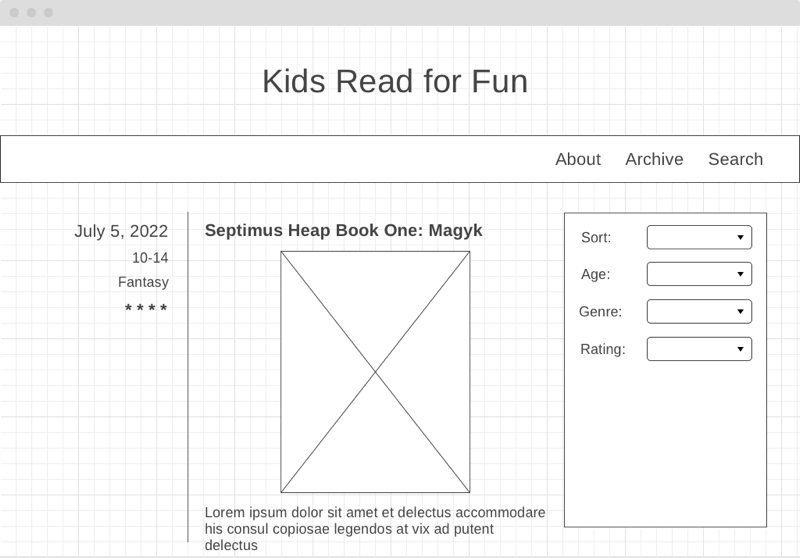 Kids Read for Fun
About Archive Search
July 5, 2022
10-14
Fantasy
* * * *
Septimus Heap Book One: Magyk
Lorem ipsum dolor sit amet et delectus accommodare
his consul copiosae legendos at vix ad putent
delectus
Sort:
Age:
Genre:
Rating: